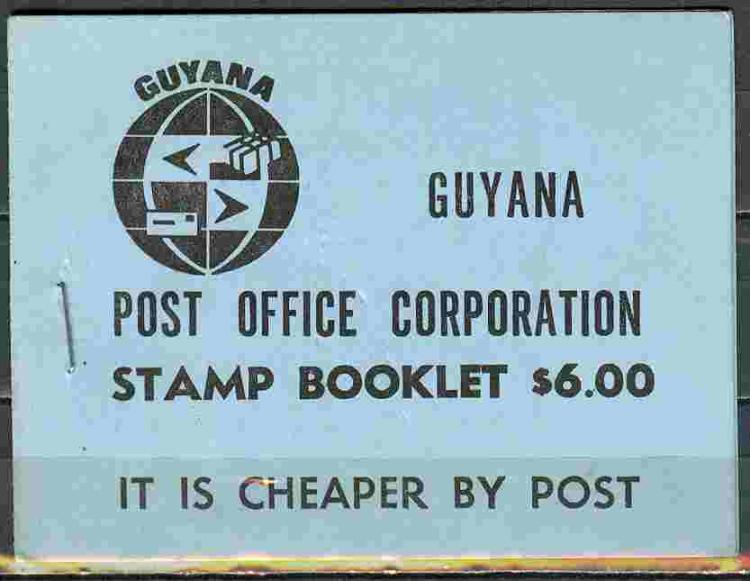 GUYANA
GUYANA
POST OFFICE CORPORATION
STAMP BOOKLET $6.00
IT IS CHEAPER BY POST